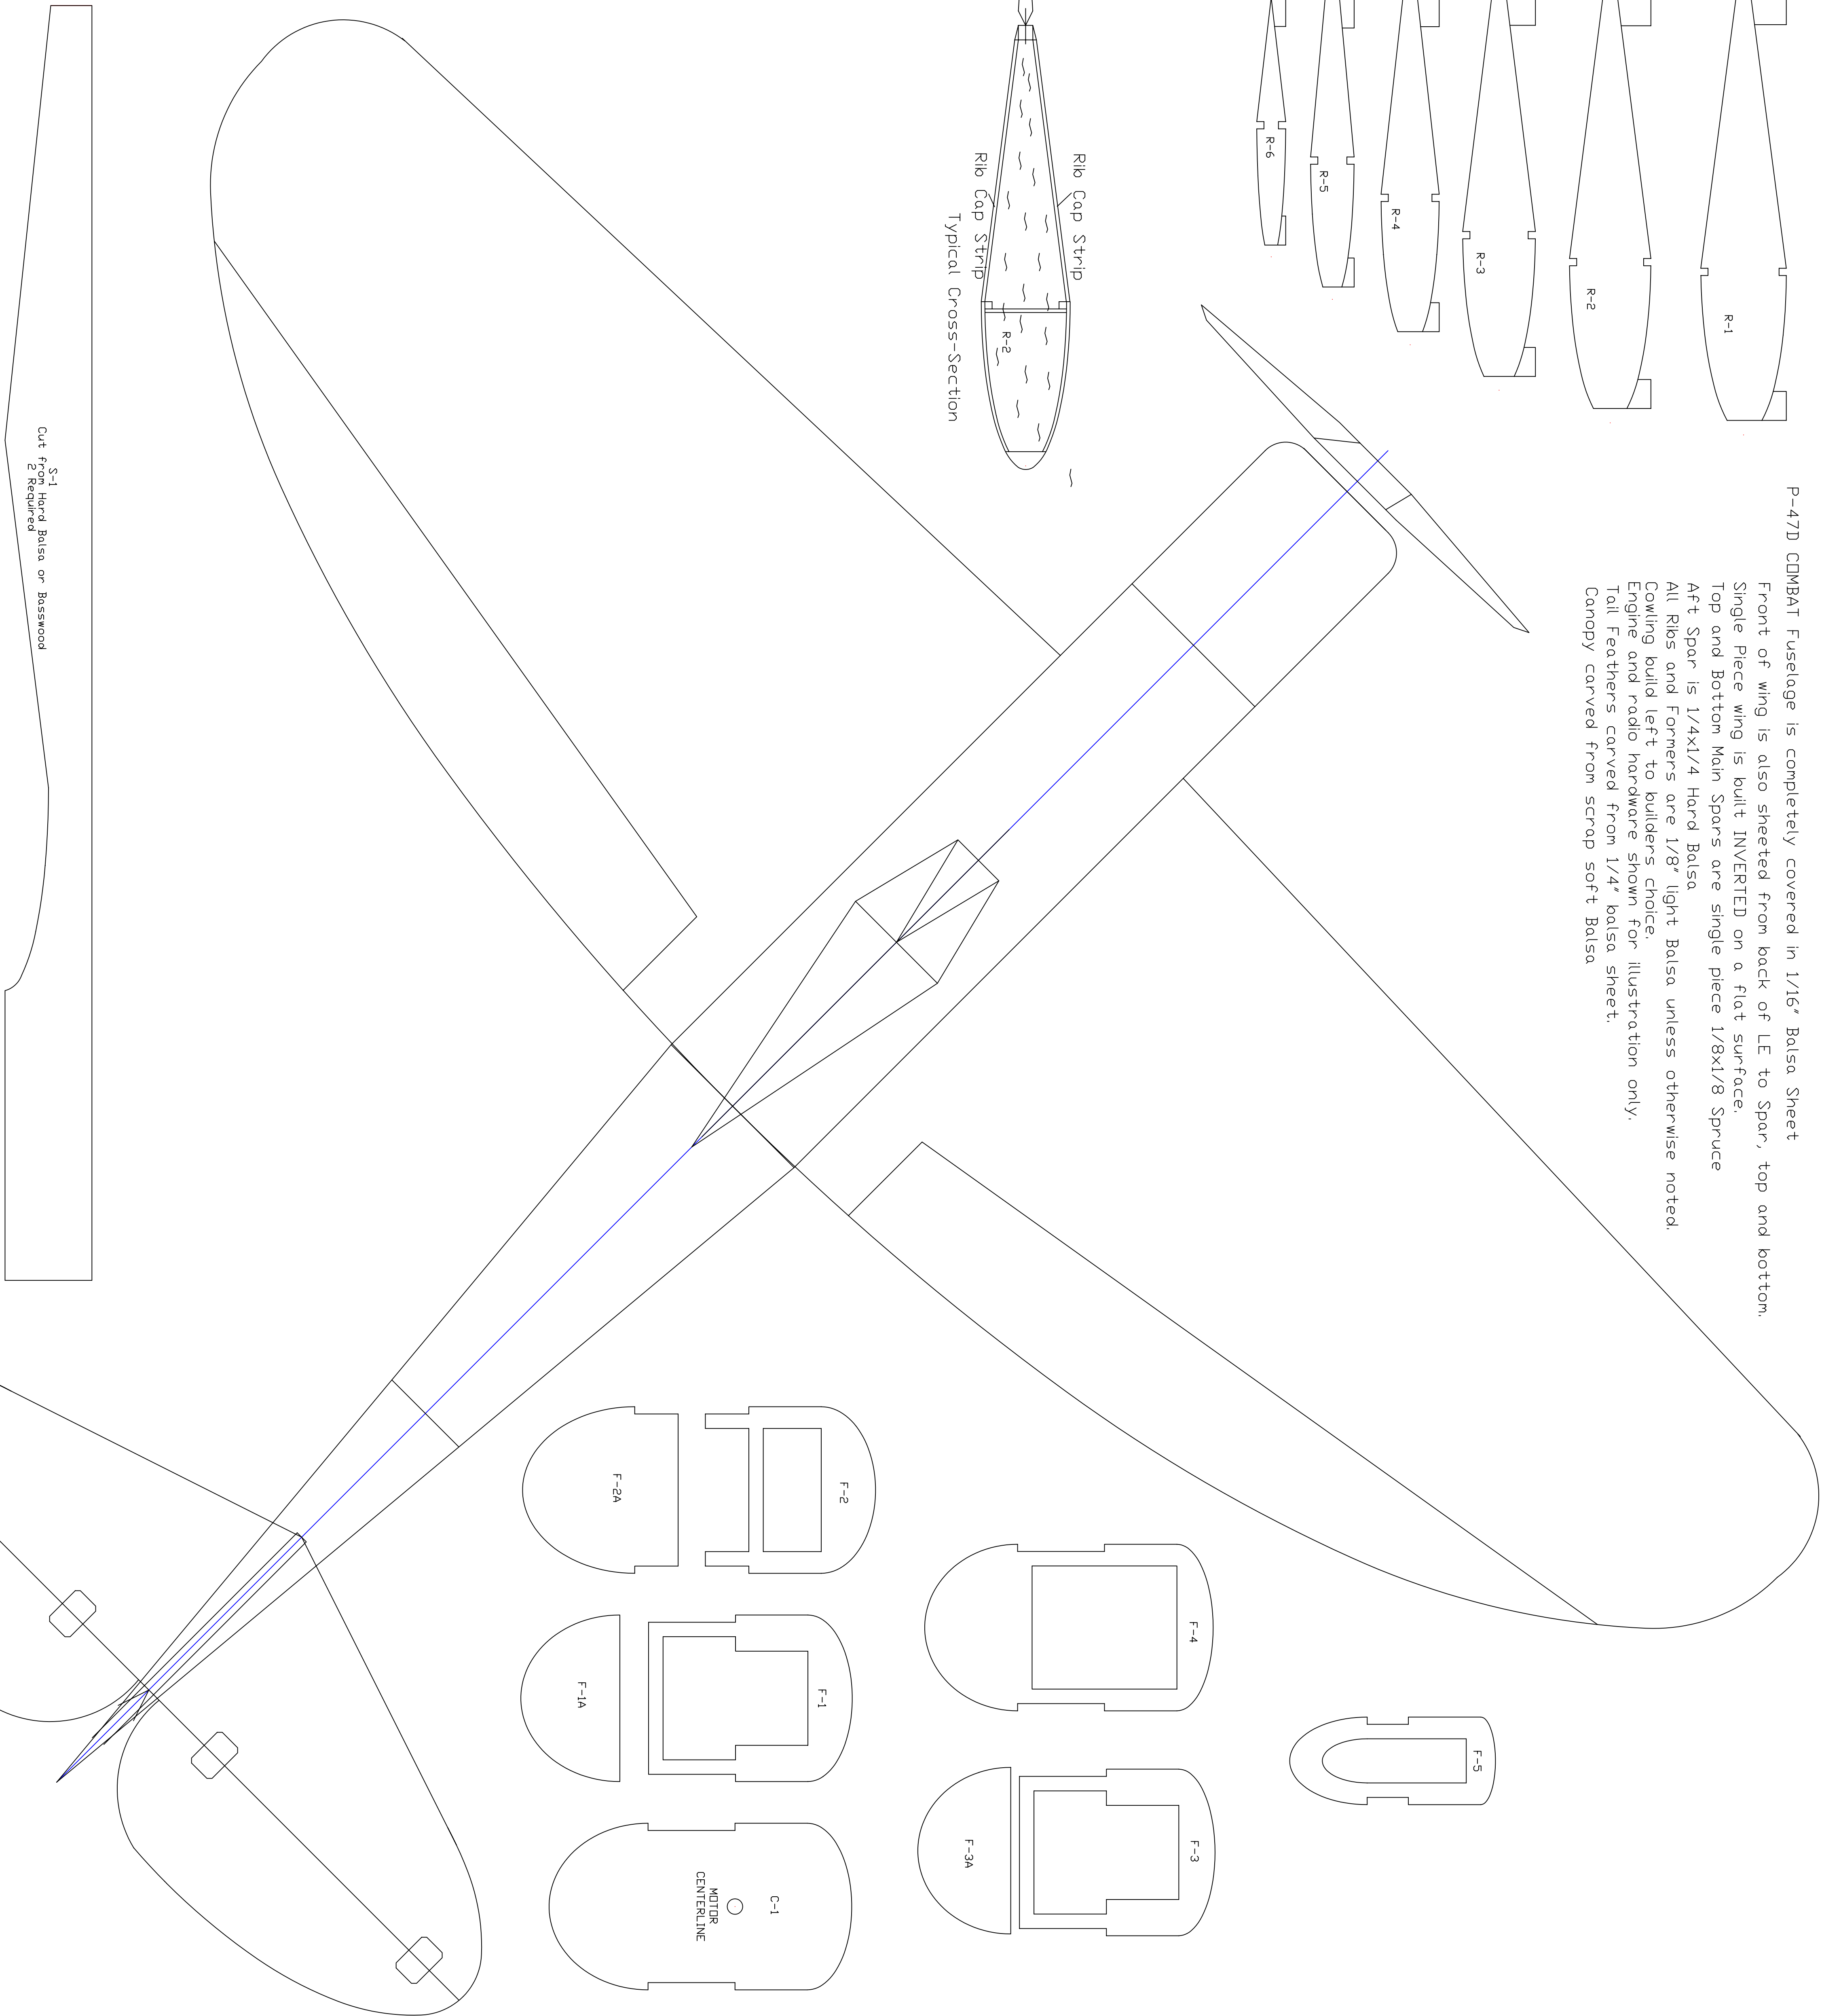 P-47D COMBAT Fuselage is completely covered in 1/16" Balsa Sheet
Front of wing is also sheeted from back of LE to Spar, top and bottom.
Single Piece wing is built INVERTED on a flat surface.
Top and Bottom Main Spars are single piece 1/8x1/8 Spruce
Aft Spar is 1/4x1/4 Hard Balsa
All Ribs and Formers are 1/8" light Balsa unless otherwise noted.
Cowling build left to builders choice.
Engine and radio hardware shown for illustration only.
Tail Feathers carved from 1/4" balsa sheet.
Canopy carved from scrap soft Balsa
R-1
R-2
R-3
R-4
R-5
R-6
Rib Cap Strip
R-2
Rib Cap Strip
Typical Cross-Section
S-1
Cut from Hard Balsa or Basswood
2 Required
F-5
F-4
F-3
F-3A
F-2
F-2A
F-1
F-1A
C-1
MOTOR
CENTERLINE